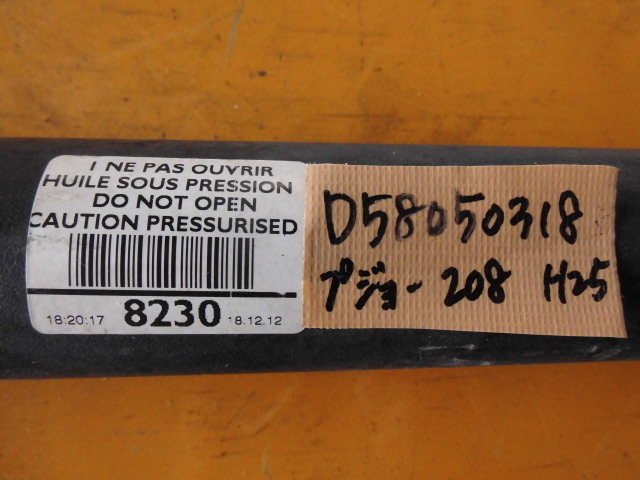 ! NE PAS OUVRIR
HUILE SOUS PRESSION
DO NOT OPEN
CAUTION PRESSURISED
18:20:17 8230 18.12.12
D58050318
プジョー 208 H25